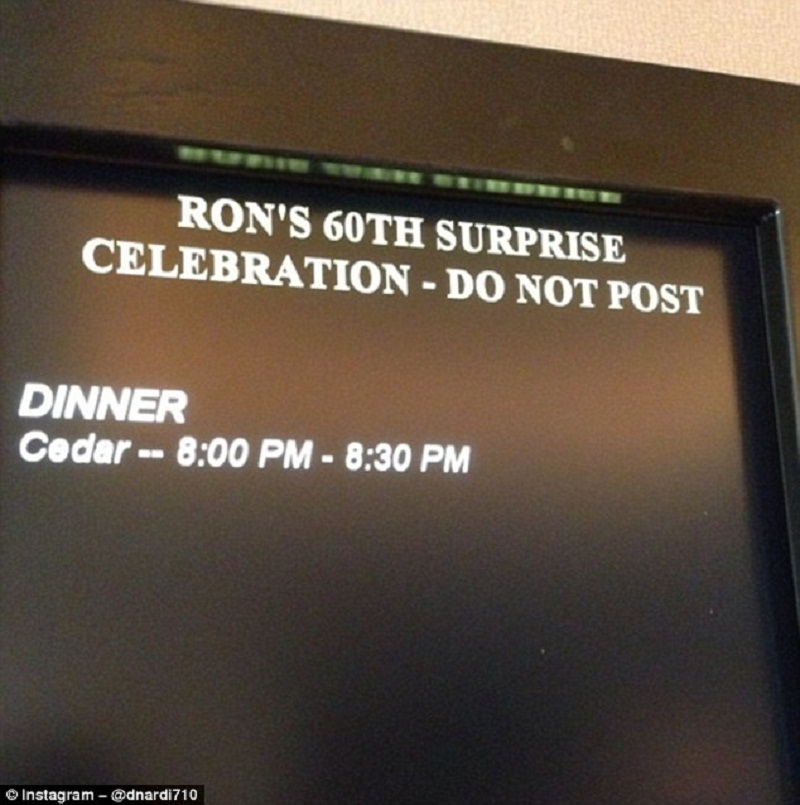 RON'S 60TH SURPRISE
CELEBRATION - DO NOT POST
DINNER
Cedar -- 8:00 PM - 8:30 PM
© Instagram – @dnardi710